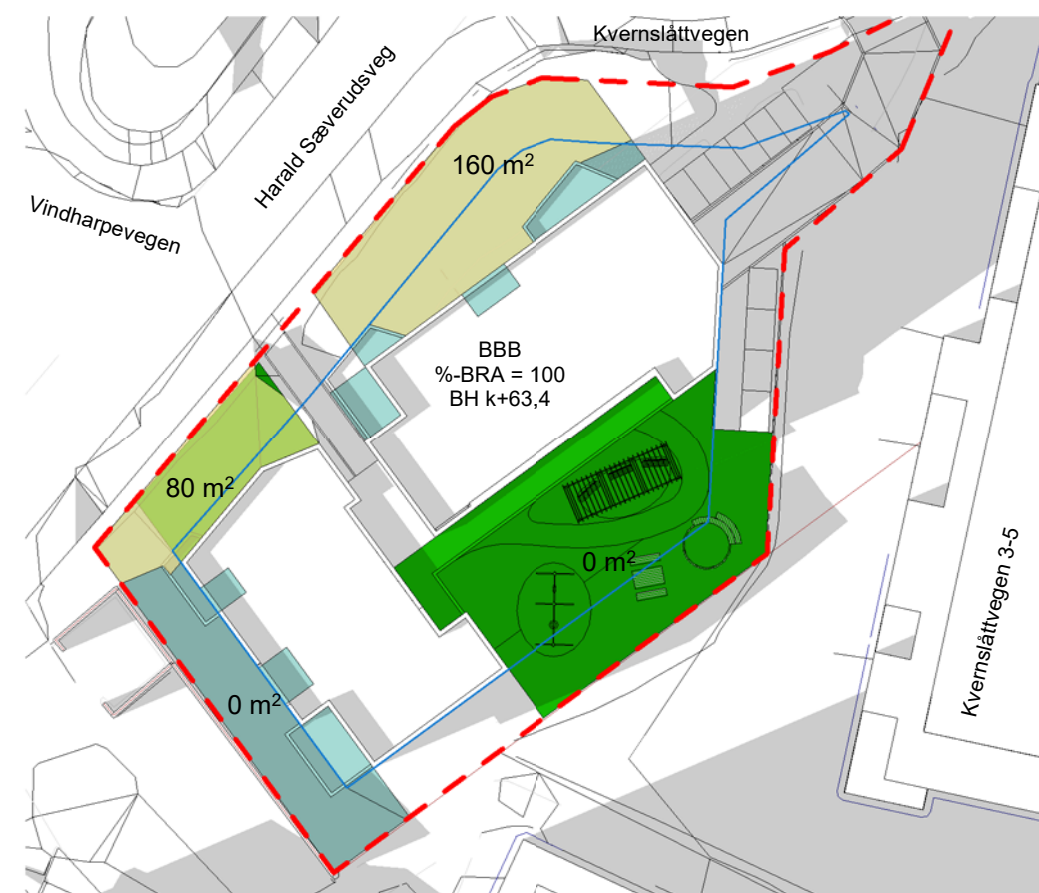 Kvernslåttvegen
Harald Sæverudsveg
160 m²
Vindharpevegen
BBB
%-BRA = 100
BH k+63,4
80 m²
0 m²
Kvernslåttvegen 3-5
0 m²